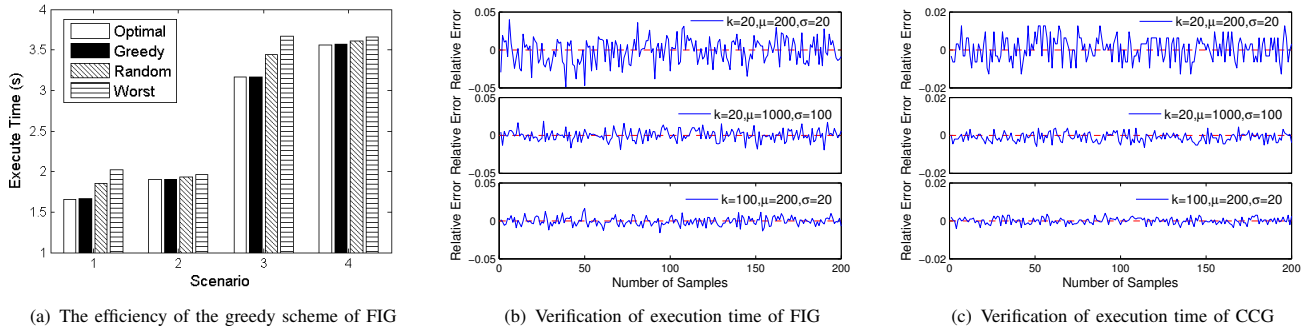 4
3.5
3
2.5
2
1.5
1
Execute Time (s)
Optimal
Greedy
Random
Worst
1 2 3 4
Scenario
(a) The efficiency of the greedy scheme of FIG
0.05
0
−0.05
Relative Error
k=20,μ=200,σ=20
0.05
0
−0.05
Relative Error
k=20,μ=1000,σ=100
0.05
0
−0.05
Relative Error
k=100,μ=200,σ=20
0 50 100 150 200
Number of Samples
(b) Verification of execution time of FIG
0.02
0
−0.02
Relative Error
k=20,μ=200,σ=20
0.02
0
−0.02
Relative Error
k=20,μ=1000,σ=100
0.02
0
−0.02
Relative Error
k=100,μ=200,σ=20
0 50 100 150 200
Number of Samples
(c) Verification of execution time of CCG